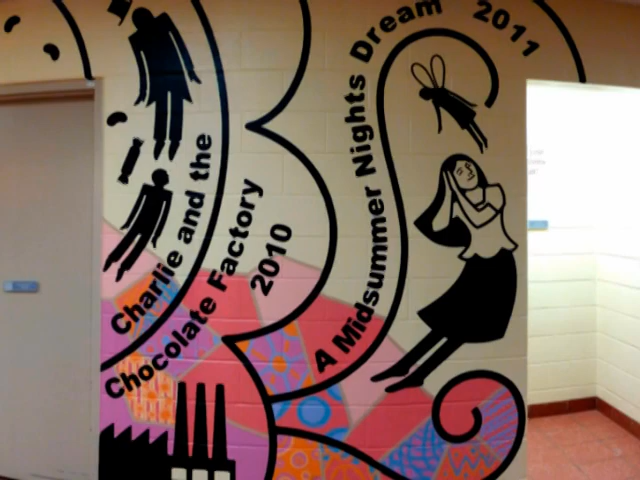 Charlie and the
Chocolate Factory
2010
A Midsummer Nights Dream 2011